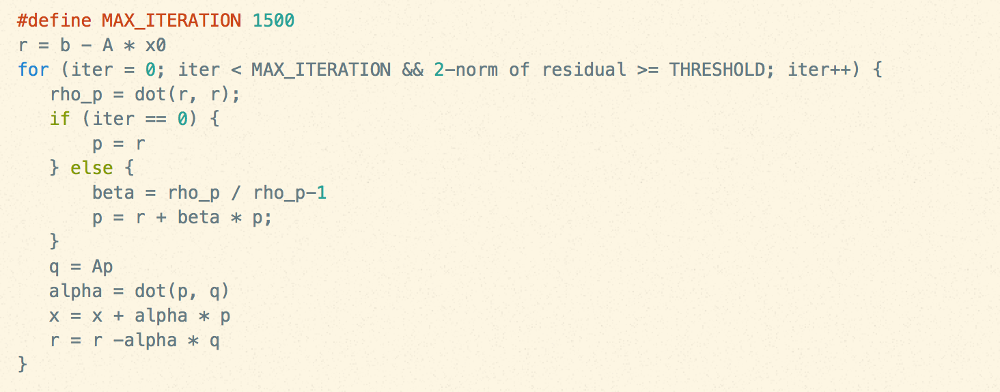 #define MAX_ITERATION 1500
r = b - A * x0
for (iter = 0; iter < MAX_ITERATION && 2-norm of residual >= THRESHOLD; iter++) {
   rho_p = dot(r, r);
   if (iter == 0) {
       p = r
   } else {
       beta = rho_p / rho_p-1
       p = r + beta * p;
   }
   q = Ap
   alpha = dot(p, q)
   x = x + alpha * p
   r = r -alpha * q
}